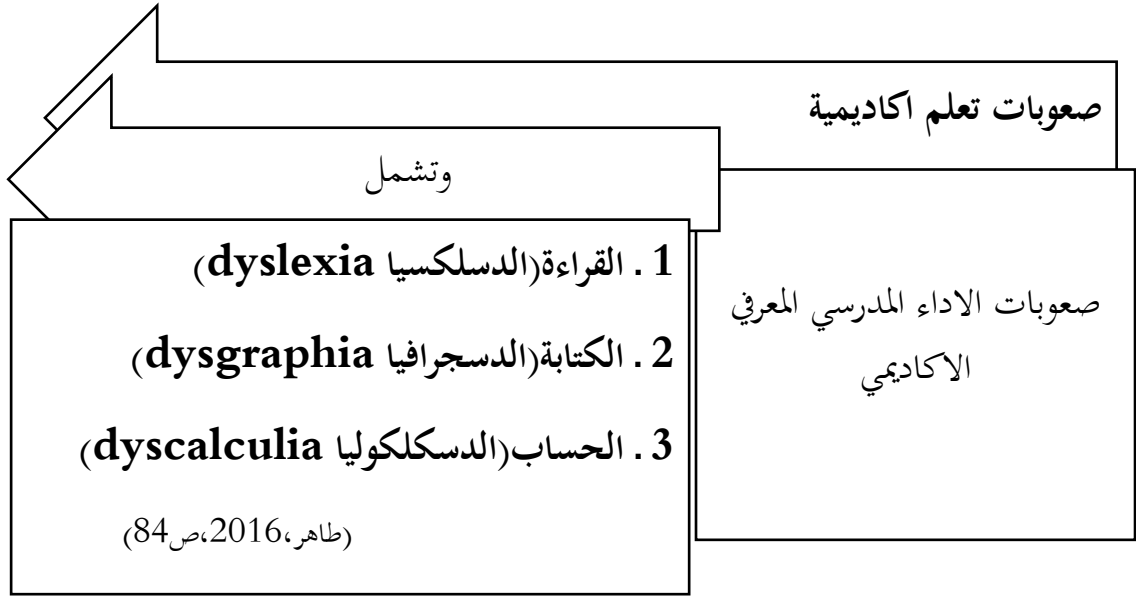 صعوبات تعلم اكاديمية
صعوبات الاداء المدرسي المعرفي
الاكاديمي
وتشمل
1. القراءة(الدسلكسيا dyslexia)
2. الكتابة(الدسجرافيا dysgraphia)
3. الحساب(الدسكلكوليا dyscalculia)
(طاهر،2016،ص84)